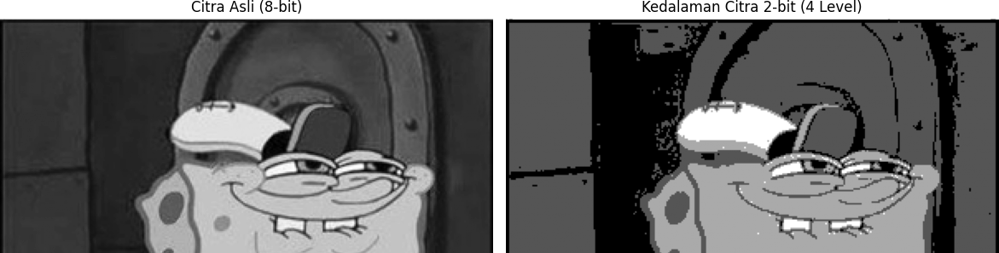 Citra Asli (8-bit)
Kedalaman Citra 2-bit (4 Level)